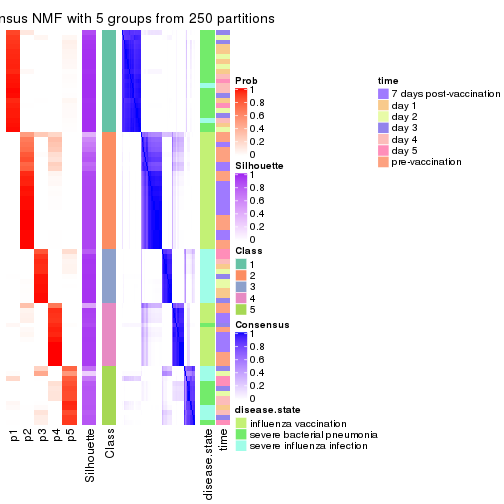 nsus NMF with 5 groups from 250 partitions
Prob
1
0.8
0.6
0.4
0.2
0
Silhouette
1
0.8
0.6
0.4
0.2
0
Class
1
2
3
4
5
Consensus
1
0.8
0.6
0.4
0.2
0
disease.state
influenza vaccination
severe bacterial pneumonia
severe influenza infection
time
7 days post-vaccination
day 1
day 2
day 3
day 4
day 5
pre-vaccination
p1
p2
p3
p4
p5
Silhouette
Class
disease.state
time